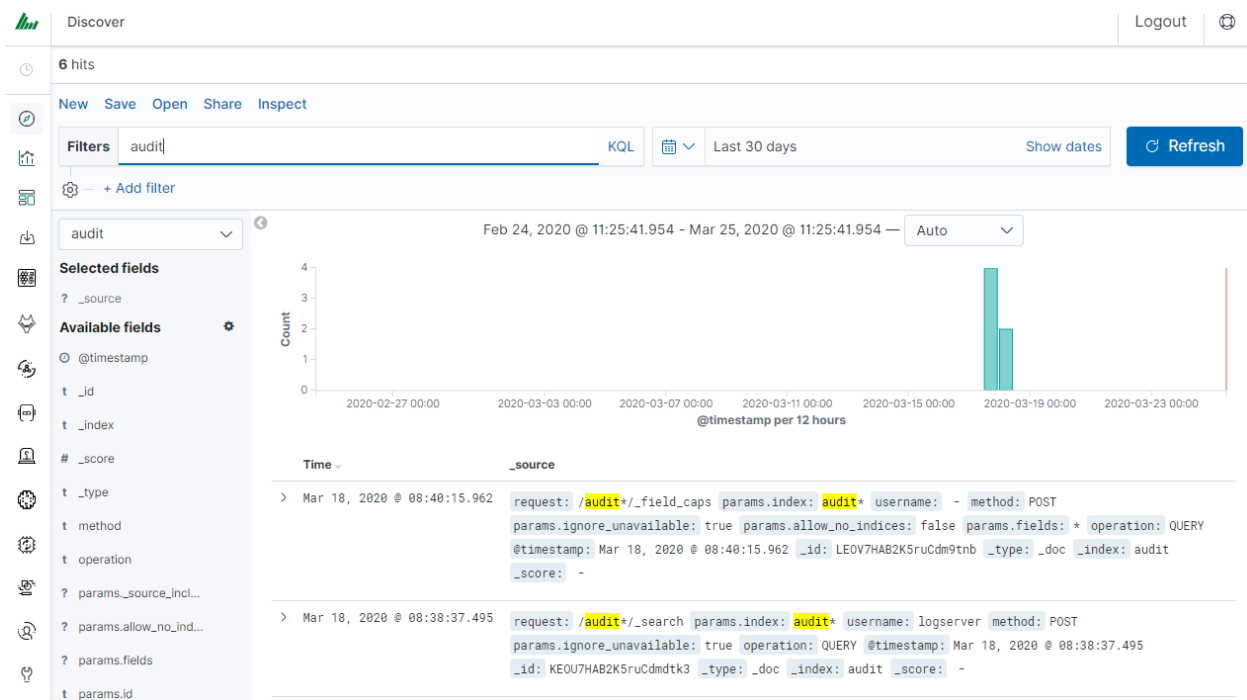 Discover
Logout
6 hits
New Save Open Share Inspect
Filters audit KQL Last 30 days Show dates Refresh
+ Add filter
audit
Selected fields
? _source
Available fields
@timestamp
t _id
t _index
# _score
t _type
t method
t operation
? params._source_incl...
? params.allow_no_ind...
? params.fields
t params.id
Feb 24, 2020 @ 11:25:41.954 - Mar 25, 2020 @ 11:25:41.954 — Auto
Count
4
3
2
1
0
2020-02-27 00:00 2020-03-03 00:00 2020-03-07 00:00 2020-03-11 00:00 2020-03-15 00:00 2020-03-19 00:00 2020-03-23 00:00
@timestamp per 12 hours
Time _source
Mar 18, 2020 @ 08:40:15.962 request: /audit*/_field_caps params.index: audit* username: - method: POST
params.ignore_unavailable: true params.allow_no_indices: false params.fields: * operation: QUERY
@timestamp: Mar 18, 2020 @ 08:40:15.962 _id: LEOV7HAB2K5ruCdm9tnb _type: _doc _index: audit
_score: -
Mar 18, 2020 @ 08:38:37.495 request: /audit*/_search params.index: audit* username: logserver method: POST
params.ignore_unavailable: true operation: QUERY @timestamp: Mar 18, 2020 @ 08:38:37.495
_id: KEOU7HAB2K5ruCdmdtk3 _type: _doc _index: audit _score: -